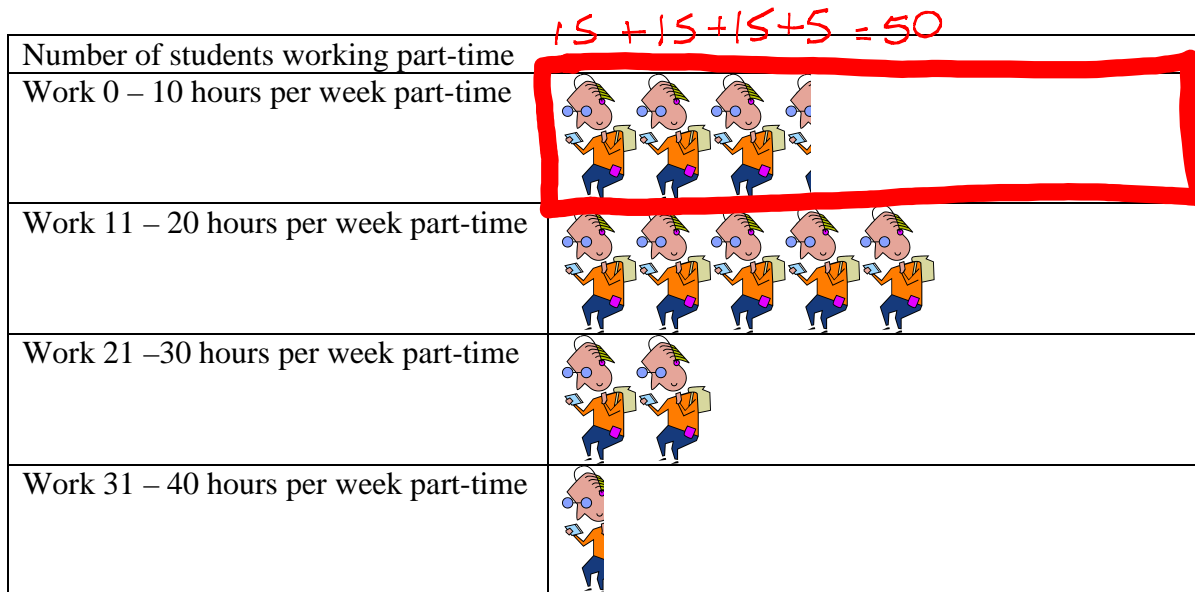 15 + 15 + 15 + 5 = 50
Number of students working part-time
Work 0 – 10 hours per week part-time
Work 11 – 20 hours per week part-time
Work 21 –30 hours per week part-time
Work 31 – 40 hours per week part-time